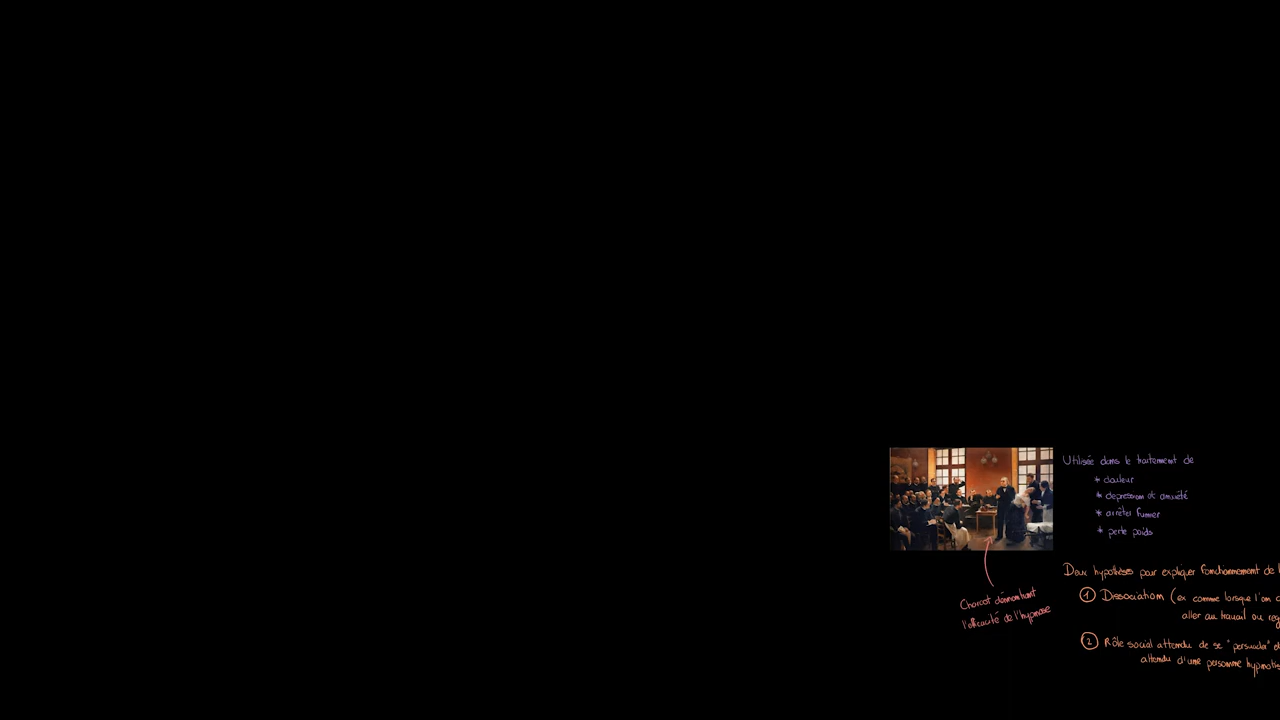 Utilisée dans le traitement de
* douleur
* depression et anxiété
* arrêter fumer
* perte poids
Charcot démontrant
l'efficacité de l'hypnose
Deux hypothèses pour expliquer fonctionnement de
① Dissociation (ex comme lorsque l'on
aller au travail ou
② Rôle social attendu de se "persuader"
attendu d'une personne